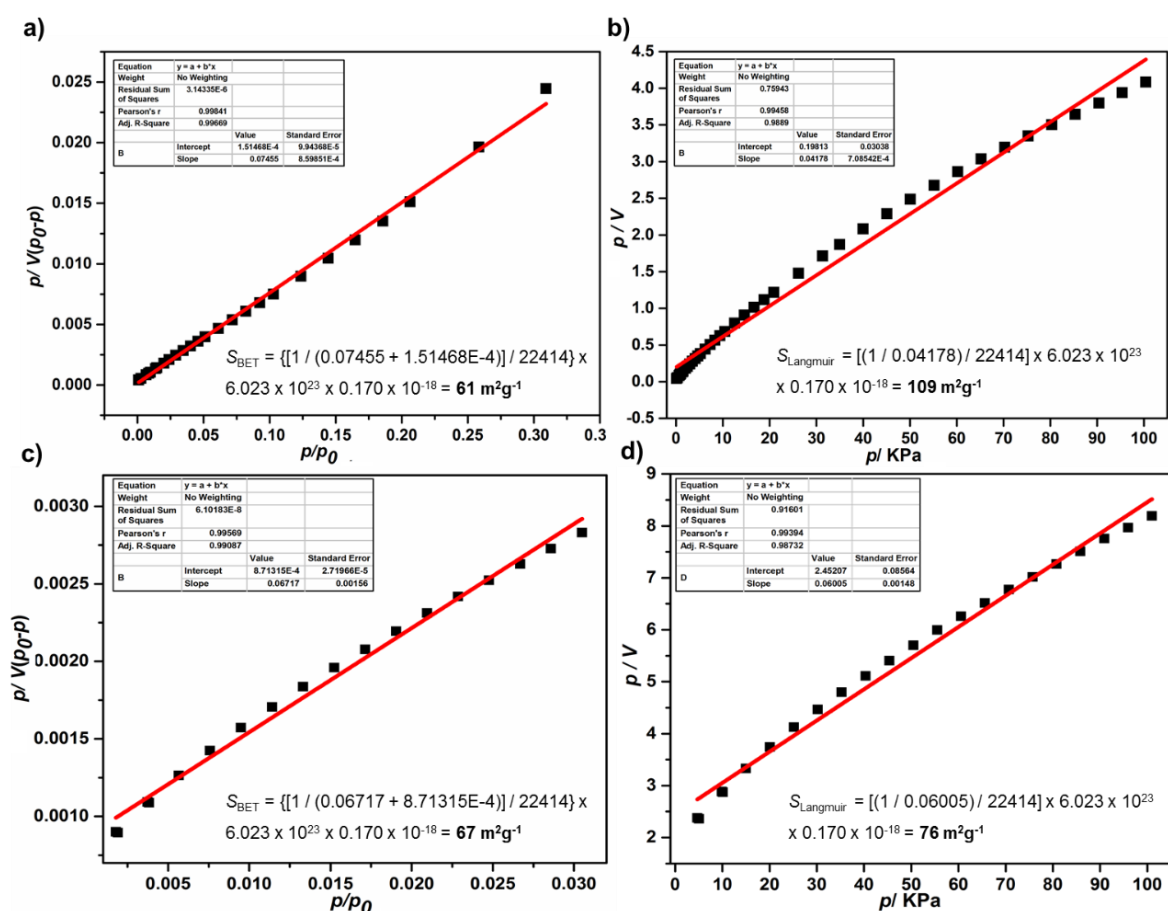 a)
Equation y = a + b*x
Weight No Weighting
Residual Sum of Squares 3.14335E-6
Pearson's r 0.99841
Adj. R-Square 0.99669
Value Standard Error
B Intercept 1.51468E-4 9.94368E-5
Slope 0.07455 8.59851E-4
p/ V(p0-p)
0.025
0.020
0.015
0.010
0.005
0.000
SBET = {[1 / (0.07455 + 1.51468E-4)] / 22414} x
6.023 x 10²³ x 0.170 x 10⁻¹⁸ = 61 m²g⁻¹
0.00 0.05 0.10 0.15 0.20 0.25 0.30 0.3
p/p0
b)
Equation y = a + b*x
Weight No Weighting
Residual Sum of Squares 0.75943
Pearson's r 0.99458
Adj. R-Square 0.9889
Value Standard Error
B Intercept 0.19813 0.03038
Slope 0.04178 7.08542E-4
p / V
4.5
4.0
3.5
3.0
2.5
2.0
1.5
1.0
0.5
0.0
-0.5
SLangmuir = [(1 / 0.04178) / 22414] x 6.023 x 10²³
x 0.170 x 10⁻¹⁸ = 109 m²g⁻¹
0 10 20 30 40 50 60 70 80 90 100
p/ KPa
c)
Equation y = a + b*x
Weight No Weighting
Residual Sum of Squares 6.10183E-8
Pearson's r 0.99569
Adj. R-Square 0.99087
Value Standard Error
B Intercept 8.71315E-4 2.71966E-5
Slope 0.06717 0.00156
p/ V(p0-p)
0.0030
0.0025
0.0020
0.0015
0.0010
SBET = {[1 / (0.06717 + 8.71315E-4)] / 22414} x
6.023 x 10²³ x 0.170 x 10⁻¹⁸ = 67 m²g⁻¹
0.005 0.010 0.015 0.020 0.025 0.030
p/p0
d)
Equation y = a + b*x
Weight No Weighting
Residual Sum of Squares 0.91601
Pearson's r 0.99394
Adj. R-Square 0.98732
Value Standard Error
D Intercept 2.45207 0.08564
Slope 0.06005 0.00148
p / V
9
8
7
6
5
4
3
2
SLangmuir = [(1 / 0.06005) / 22414] x 6.023 x 10²³
x 0.170 x 10⁻¹⁸ = 76 m²g⁻¹
0 10 20 30 40 50 60 70 80 90 100
p/ KPa